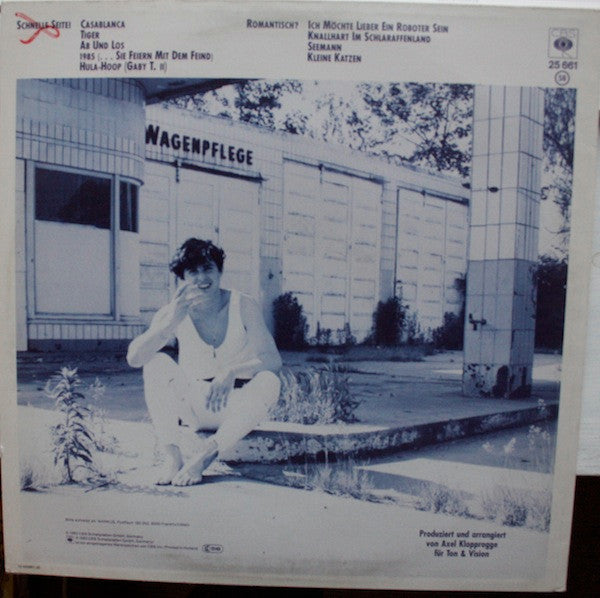 SCHNELLE SEITE!
CASABLANCA
TIGER
AB UND LOS
1985 (. . . SIE FEIERN MIT DEM FEIND)
HULA-HOOP (GABY T. II)
ROMANTISCH?
ICH MÖCHTE LIEBER EIN ROBOTER SEIN
KNALLHART IM SCHLARAFFENLAND
SEEMANN
KLEINE KATZEN
CBS
25 661
WAGENPFLEGE
Produziert und arrangiert
von Axel Kloprogge
für Ton & Vision